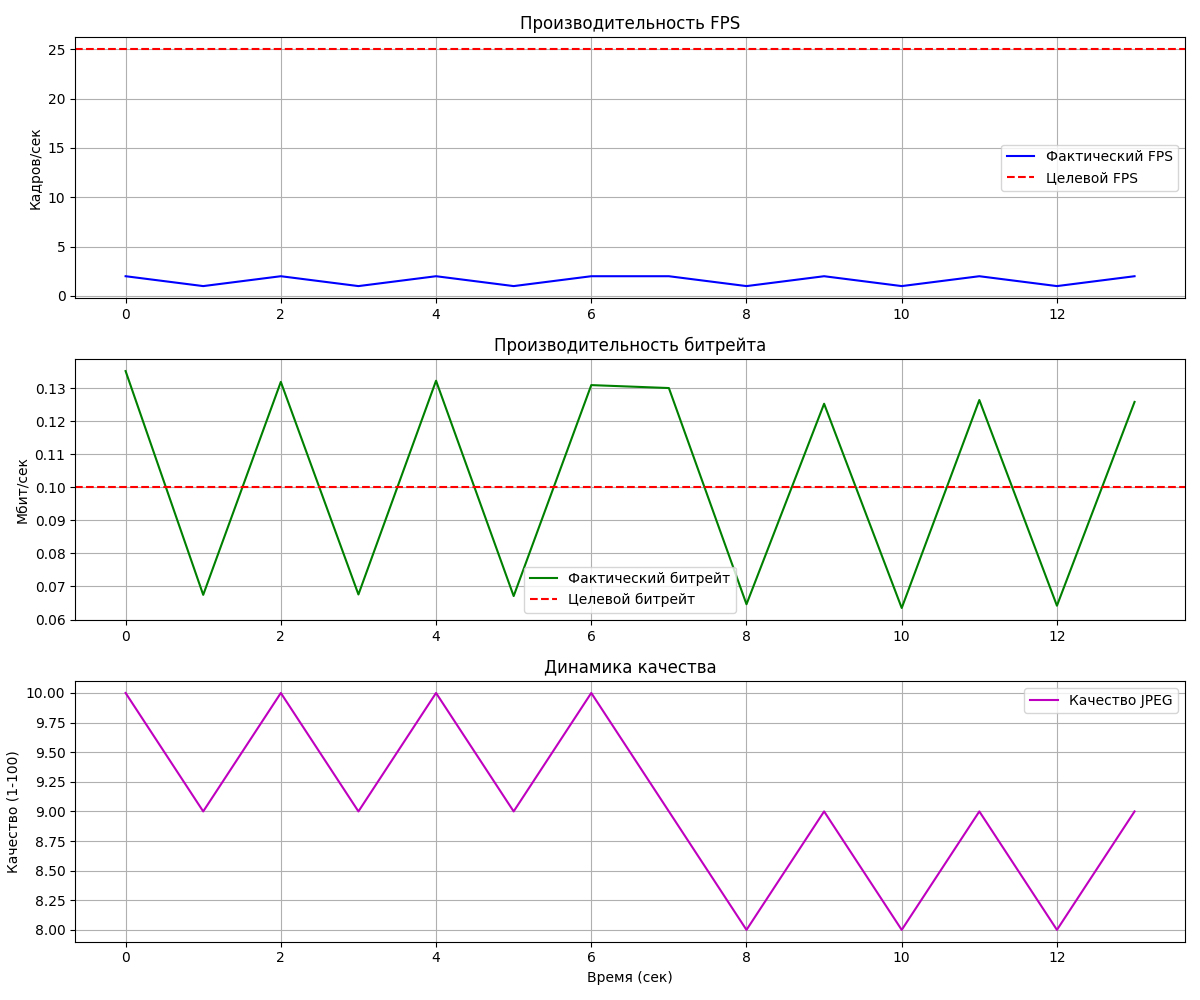 Производительность FPS
Кадров/сек
25
20
15
10
5
0
Фактический FPS
Целевой FPS
0 2 4 6 8 10 12
Производительность битрейта
Мбит/сек
0.13
0.12
0.11
0.10
0.09
0.08
0.07
0.06
Фактический битрейт
Целевой битрейт
0 2 4 6 8 10 12
Динамика качества
Качество (1-100)
10.00
9.75
9.50
9.25
9.00
8.75
8.50
8.25
8.00
Качество JPEG
0 2 4 6 8 10 12
Время (сек)